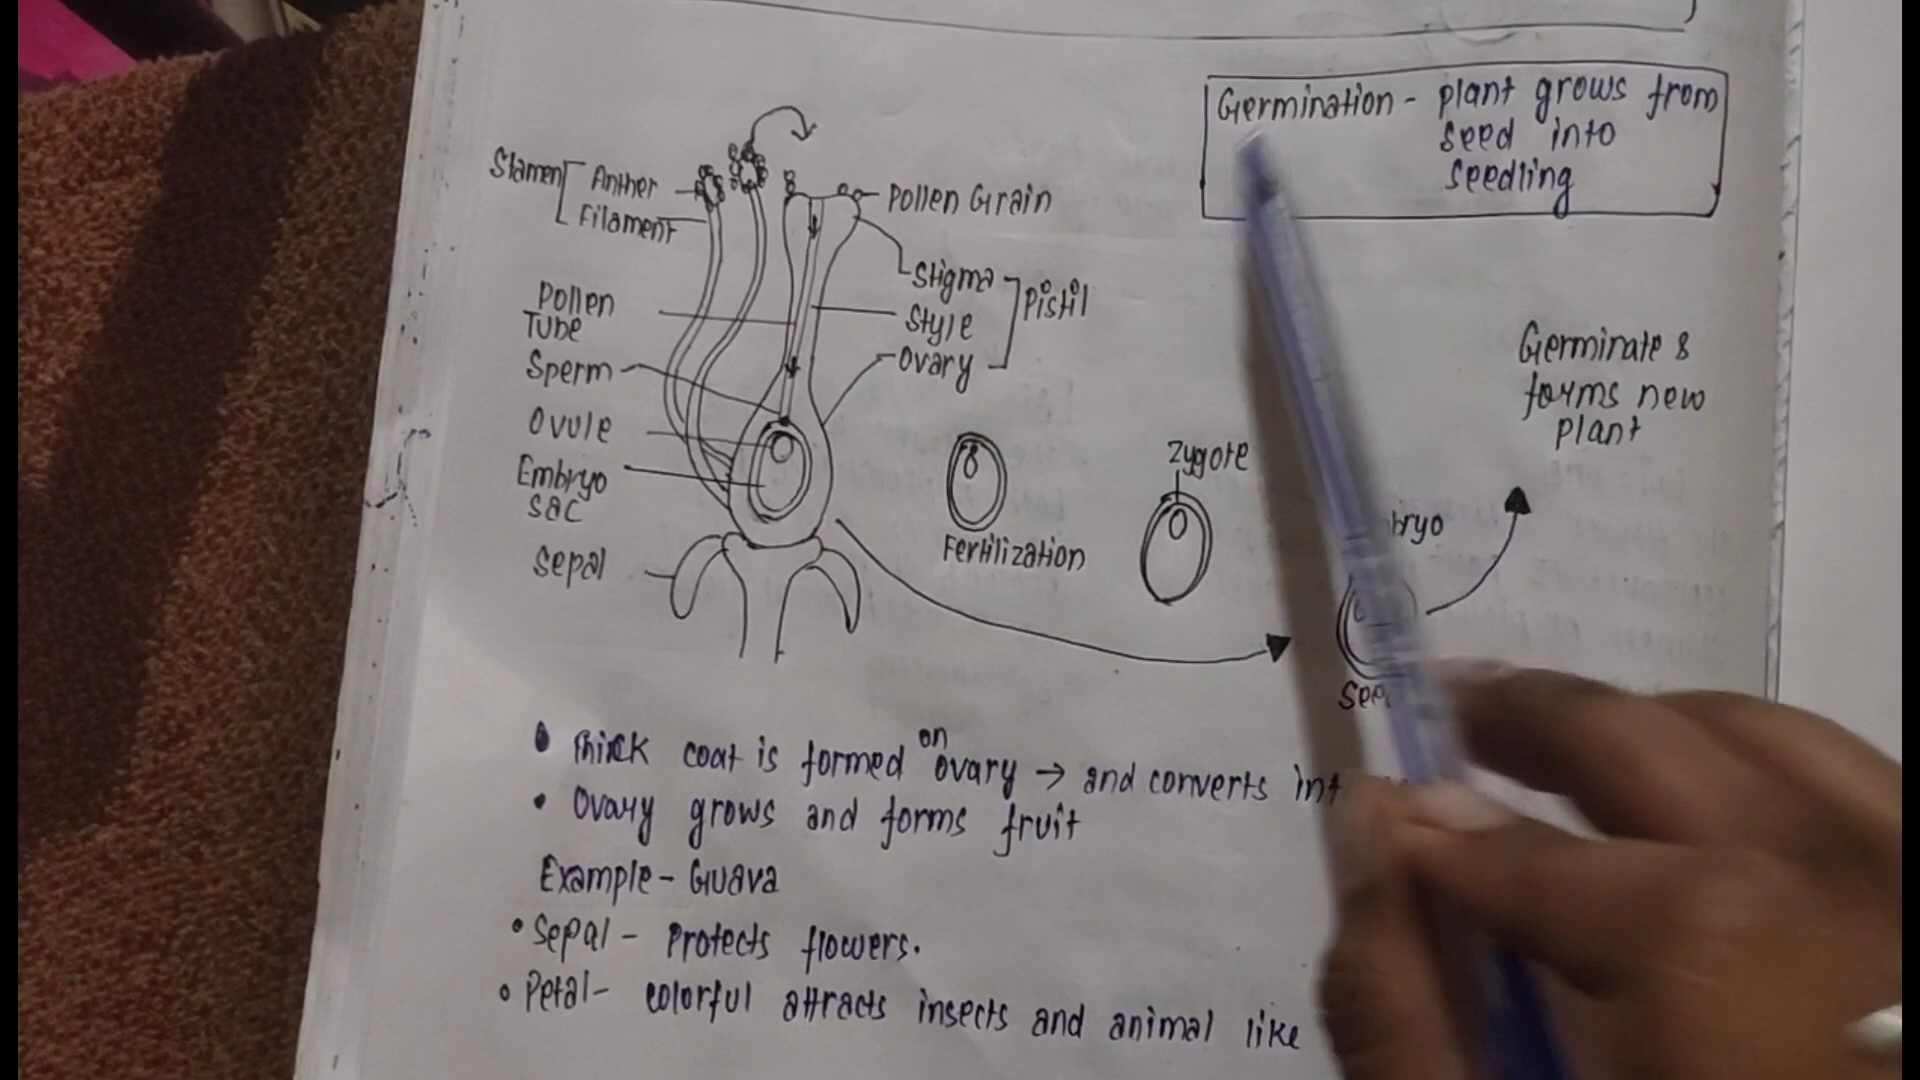 Germination - plant grows from
seed into
seedling
Stamen
Anther
Filament
Pollen Grain
Stigma
Style
Ovary
Pistil
Pollen
Tube
Sperm
Ovule
Embryo
sac
Sepal
Fertilization
Zygote
Germinate &
forms new
plant
• Thick coat is formed on ovary → and converts
• Ovary grows and forms fruit
Example - Guava
• Sepal - Protects flowers.
• Petal - colorful attracts insects and animal like